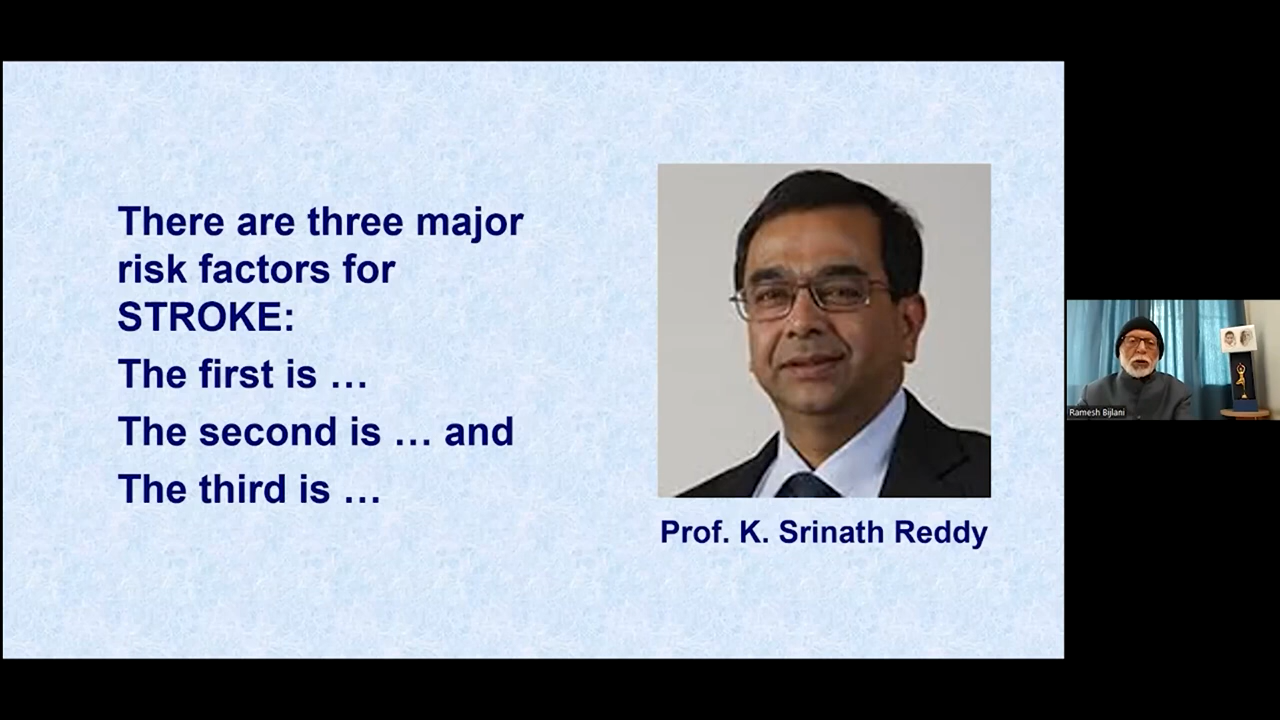 There are three major
risk factors for
STROKE:
The first is …
The second is … and
The third is …
Prof. K. Srinath Reddy
Ramesh Bijlani